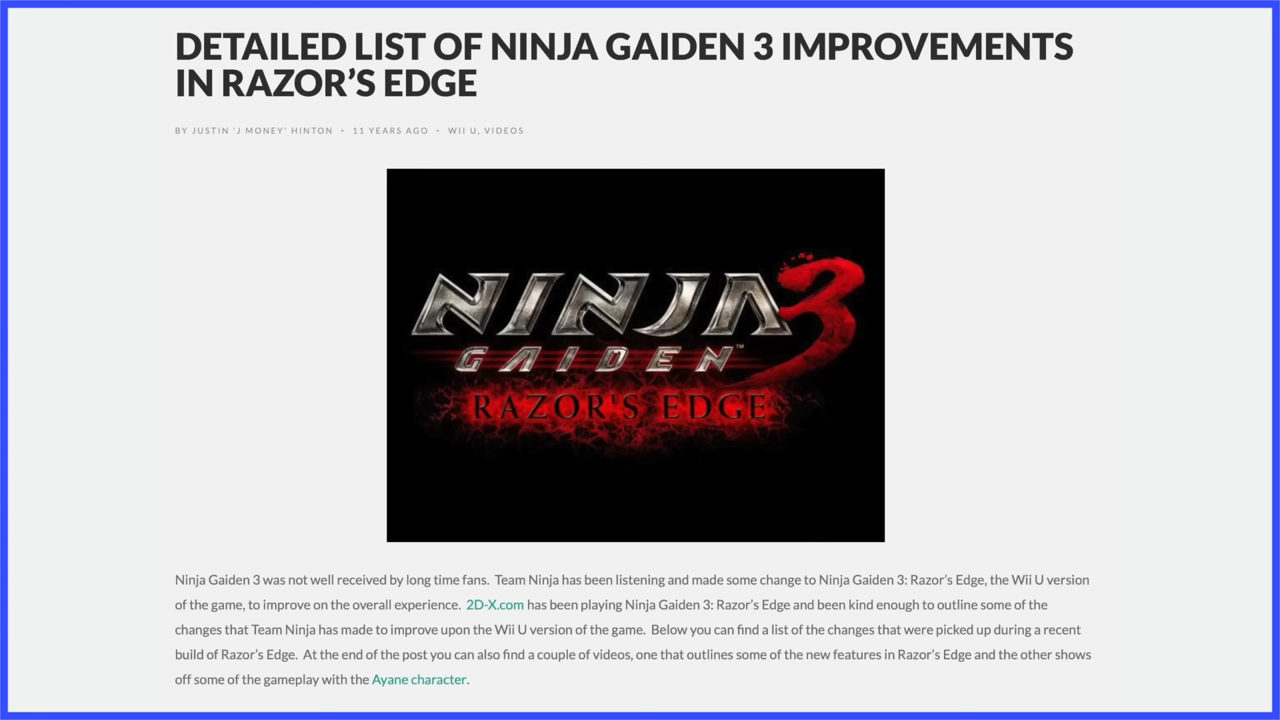 DETAILED LIST OF NINJA GAIDEN 3 IMPROVEMENTS
IN RAZOR’S EDGE
BY JUSTIN ‘J MONEY’ HINTON • 11 YEARS AGO • WII U, VIDEOS
NINJA 3
GAIDEN™
RAZOR'S EDGE
Ninja Gaiden 3 was not well received by long time fans. Team Ninja has been listening and made some change to Ninja Gaiden 3: Razor’s Edge, the Wii U version
of the game, to improve on the overall experience. 2D-X.com has been playing Ninja Gaiden 3: Razor’s Edge and been kind enough to outline some of the
changes that Team Ninja has made to improve upon the Wii U version of the game. Below you can find a list of the changes that were picked up during a recent
build of Razor’s Edge. At the end of the post you can also find a couple of videos, one that outlines some of the new features in Razor’s Edge and the other shows
off some of the gameplay with the Ayane character.